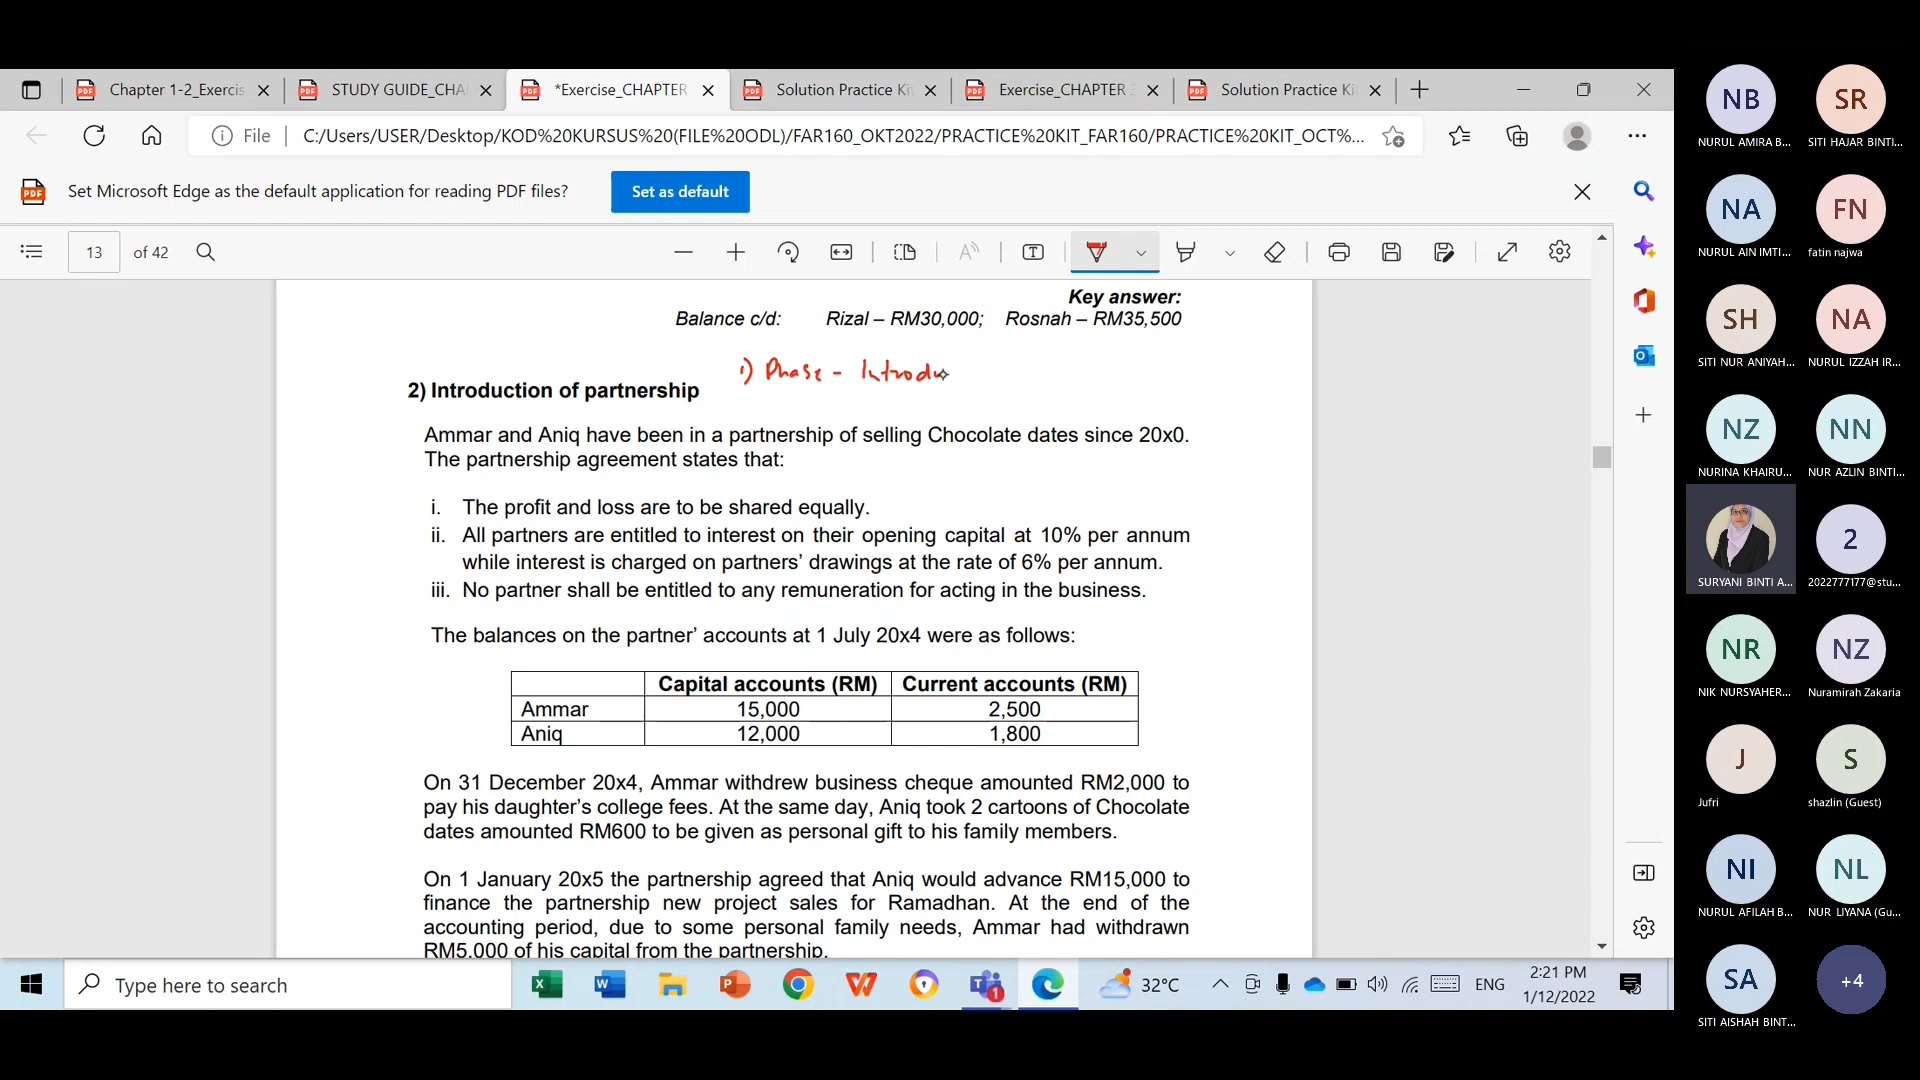 Chapter 1-2_Exercis
STUDY GUIDE_CHA
*Exercise_CHAPTER
Solution Practice Ki
Exercise_CHAPTER 2
Solution Practice Ki
File
C:/Users/USER/Desktop/KOD%20KURSUS%20(FILE%20ODL)/FAR160_OKT2022/PRACTICE%20KIT_FAR160/PRACTICE%20KIT_OCT%...
PDF Set Microsoft Edge as the default application for reading PDF files? Set as default
13 of 42
Key answer:
Balance c/d: Rizal – RM30,000; Rosnah – RM35,500
1) Phase - Introdu
2) Introduction of partnership
Ammar and Aniq have been in a partnership of selling Chocolate dates since 20x0.
The partnership agreement states that:
i. The profit and loss are to be shared equally.
ii. All partners are entitled to interest on their opening capital at 10% per annum
while interest is charged on partners’ drawings at the rate of 6% per annum.
iii. No partner shall be entitled to any remuneration for acting in the business.
The balances on the partner’ accounts at 1 July 20x4 were as follows:
Capital accounts (RM) Current accounts (RM)
Ammar 15,000 2,500
Aniq 12,000 1,800
On 31 December 20x4, Ammar withdrew business cheque amounted RM2,000 to
pay his daughter’s college fees. At the same day, Aniq took 2 cartoons of Chocolate
dates amounted RM600 to be given as personal gift to his family members.
On 1 January 20x5 the partnership agreed that Aniq would advance RM15,000 to
finance the partnership new project sales for Ramadhan. At the end of the
accounting period, due to some personal family needs, Ammar had withdrawn
RM5,000 of his capital from the partnership.
Type here to search
1
32°C
ENG
2:21 PM
1/12/2022
NB SR
NURUL AMIRA B... SITI HAJAR BINTI...
NA FN
NURUL AIN IMTI... fatin najwa
SH NA
SITI NUR ANIYAH... NURUL IZZAH IR...
NZ NN
NURINA KHAIRU... NUR AZLIN BINTI...
2
SURYANI BINTI A... 2022777177@stu...
NR NZ
NIK NURSYAHER... Nuramirah Zakaria
J S
Jufri shazlin (Guest)
NI NL
NURUL AFILAH B... NUR LIYANA (Gu...
SA +4
SITI AISHAH BINT...